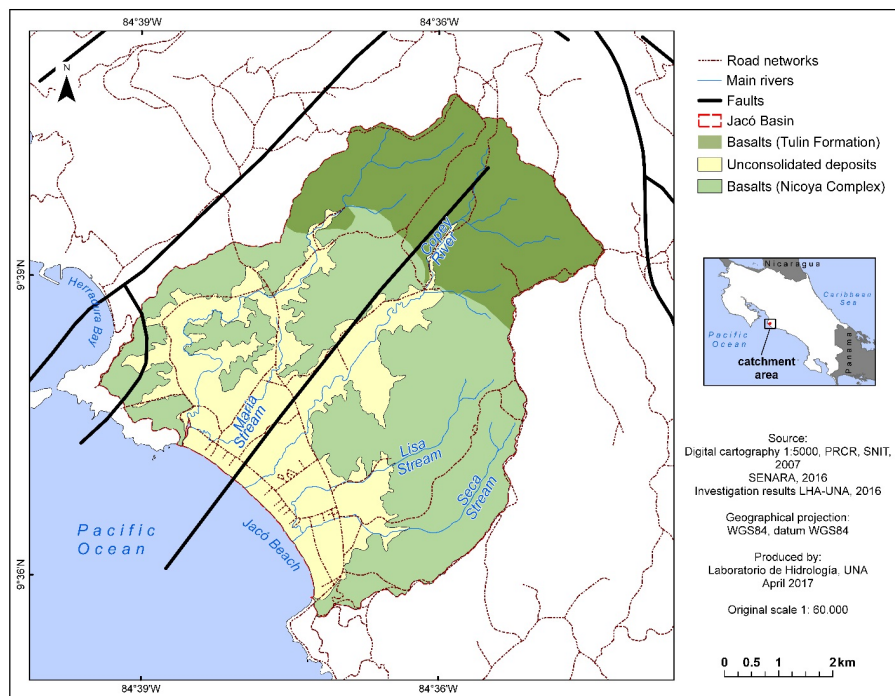 84°39'W
84°36'W
N
9°39'N
9°36'N
Herradura Bay
Copey River
Maria Stream
Lisa Stream
Seca Stream
Jacó Beach
Pacific
Ocean
84°39'W
84°36'W
Road networks
Main rivers
Faults
Jacó Basin
Basalts (Tulin Formation)
Unconsolidated deposits
Basalts (Nicoya Complex)
Nicaragua
Caribbean
Sea
Pacific
Ocean
Panama
catchment
area
Source:
Digital cartography 1:5000, PRCR, SNIT,
2007
SENARA, 2016
Investigation results LHA-UNA, 2016
Geographical projection:
WGS84, datum WGS84
Produced by:
Laboratorio de Hidrología, UNA
April 2017
Original scale 1: 60.000
0 0.5 1 2km